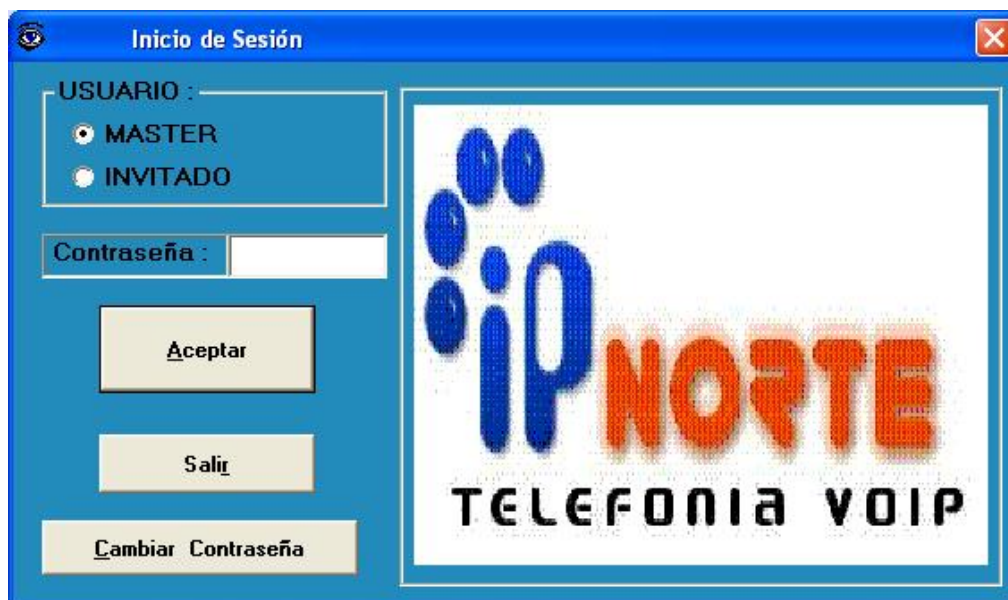 Inicio de Sesión
USUARIO :
MASTER
INVITADO
Contraseña :
Aceptar
Salir
Cambiar Contraseña
iP NORTE
TELEFONIA VOIP